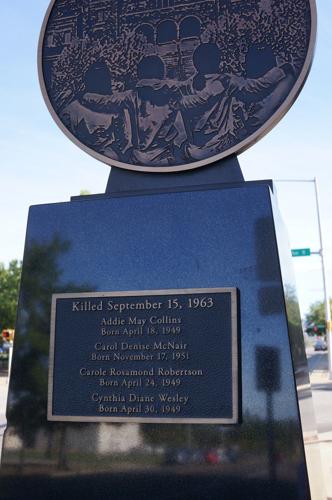 Killed September 15, 1963
Addie May Collins
Born April 18, 1949
Carol Denise McNair
Born November 17, 1951
Carole Rosamond Robertson
Born April 24, 1949
Cynthia Diane Wesley
Born April 30, 1949